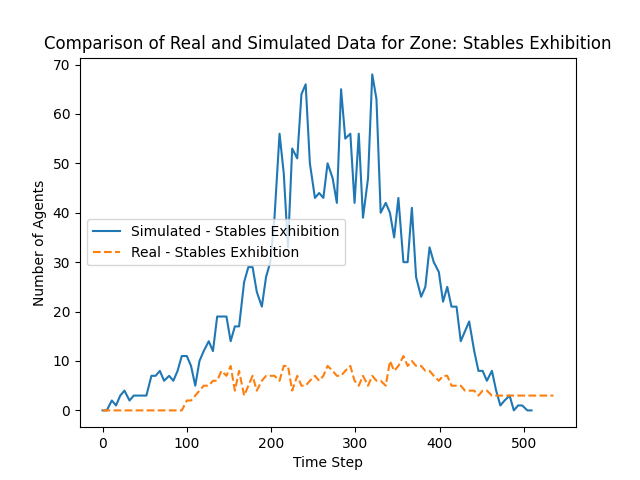 Comparison of Real and Simulated Data for Zone: Stables Exhibition
70
60
50
40
30
20
10
0
Number of Agents
Simulated - Stables Exhibition
Real - Stables Exhibition
0 100 200 300 400 500
Time Step